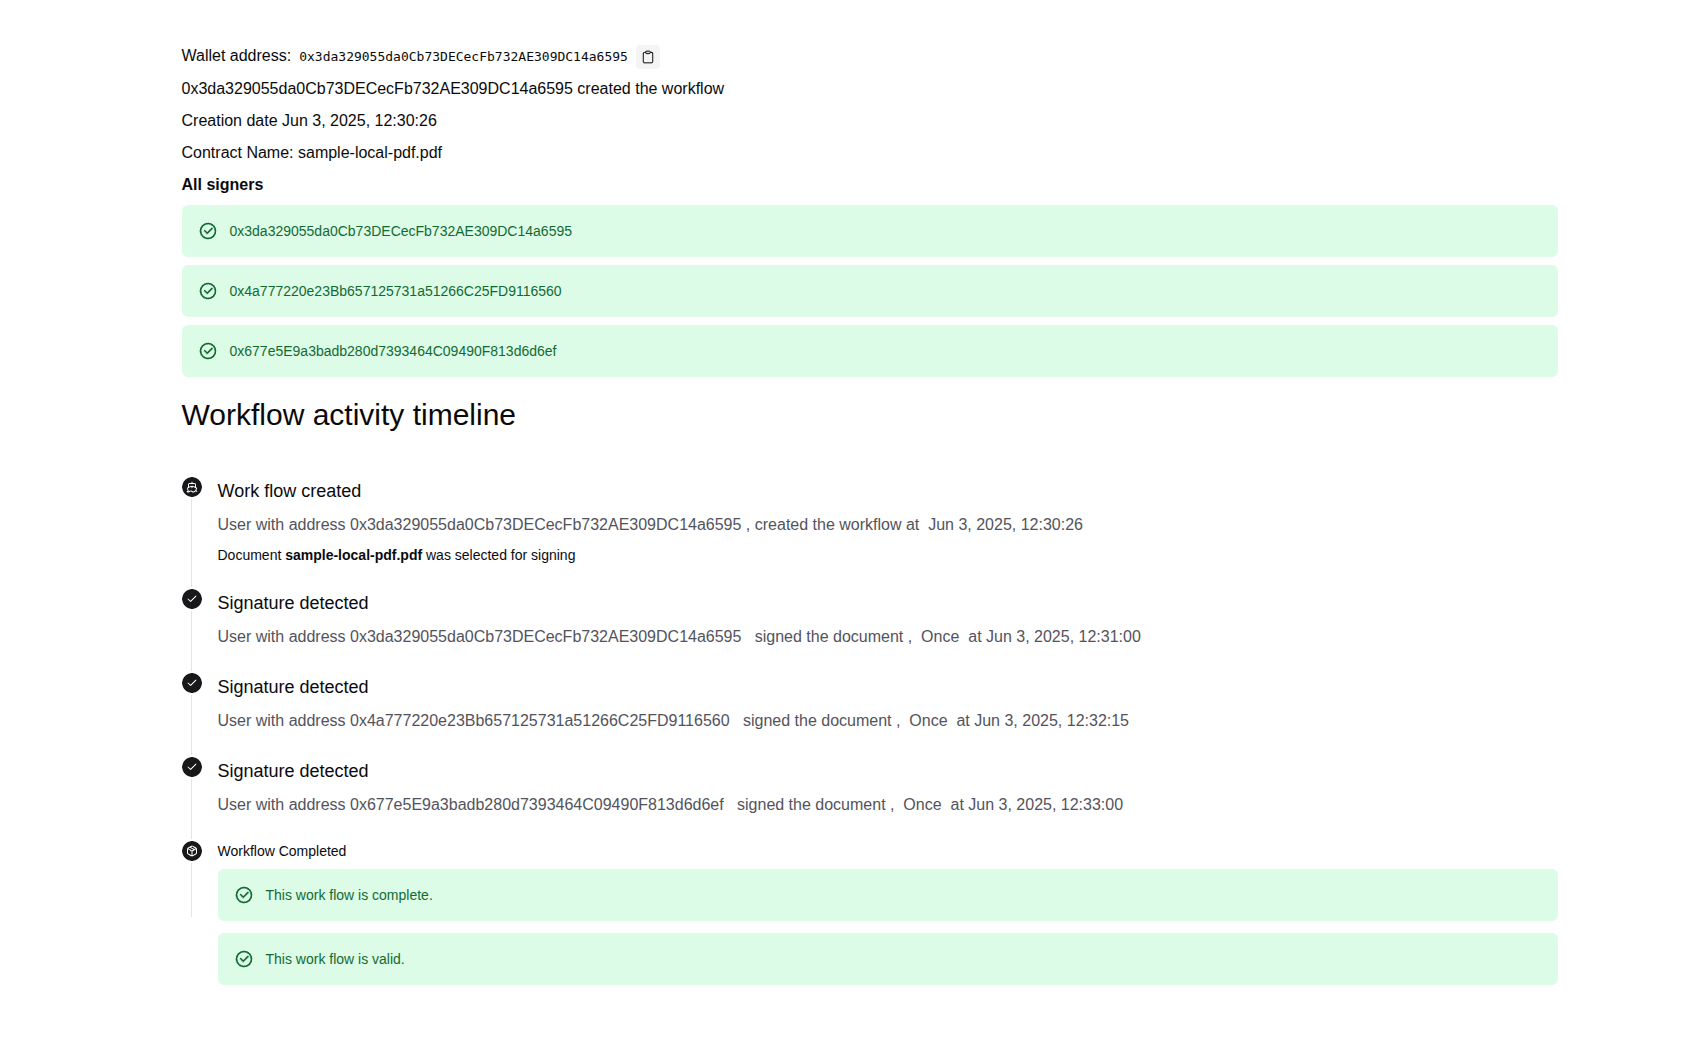 Wallet address: 0x3da329055da0Cb73DECecFb732AE309DC14a6595
0x3da329055da0Cb73DECecFb732AE309DC14a6595 created the workflow
Creation date Jun 3, 2025, 12:30:26
Contract Name: sample-local-pdf.pdf
All signers
0x3da329055da0Cb73DECecFb732AE309DC14a6595
0x4a777220e23Bb657125731a51266C25FD9116560
0x677e5E9a3badb280d7393464C09490F813d6d6ef
Workflow activity timeline
Work flow created
User with address 0x3da329055da0Cb73DECecFb732AE309DC14a6595 , created the workflow at Jun 3, 2025, 12:30:26
Document sample-local-pdf.pdf was selected for signing
Signature detected
User with address 0x3da329055da0Cb73DECecFb732AE309DC14a6595 signed the document , Once at Jun 3, 2025, 12:31:00
Signature detected
User with address 0x4a777220e23Bb657125731a51266C25FD9116560 signed the document , Once at Jun 3, 2025, 12:32:15
Signature detected
User with address 0x677e5E9a3badb280d7393464C09490F813d6d6ef signed the document , Once at Jun 3, 2025, 12:33:00
Workflow Completed
This work flow is complete.
This work flow is valid.